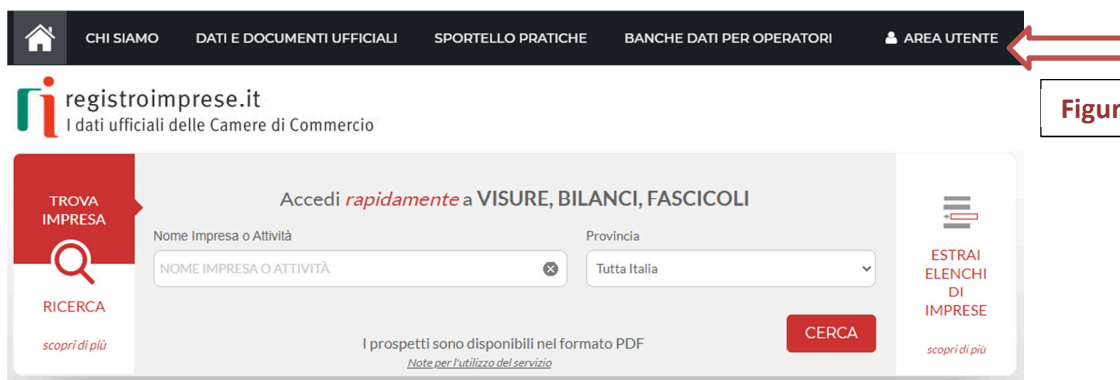 CHI SIAMO DATI E DOCUMENTI UFFICIALI SPORTELLO PRATICHE BANCHE DATI PER OPERATORI AREA UTENTE
registroimprese.it
I dati ufficiali delle Camere di Commercio
Figur
TROVA
IMPRESA
RICERCA
scopri di più
Accedi rapidamente a VISURE, BILANCI, FASCICOLI
Nome Impresa o Attività Provincia
NOME IMPRESA O ATTIVITÀ Tutta Italia
CERCA
I prospetti sono disponibili nel formato PDF
Note per l'utilizzo del servizio
ESTRAI
ELENCHI
DI
IMPRESE
scopri di più